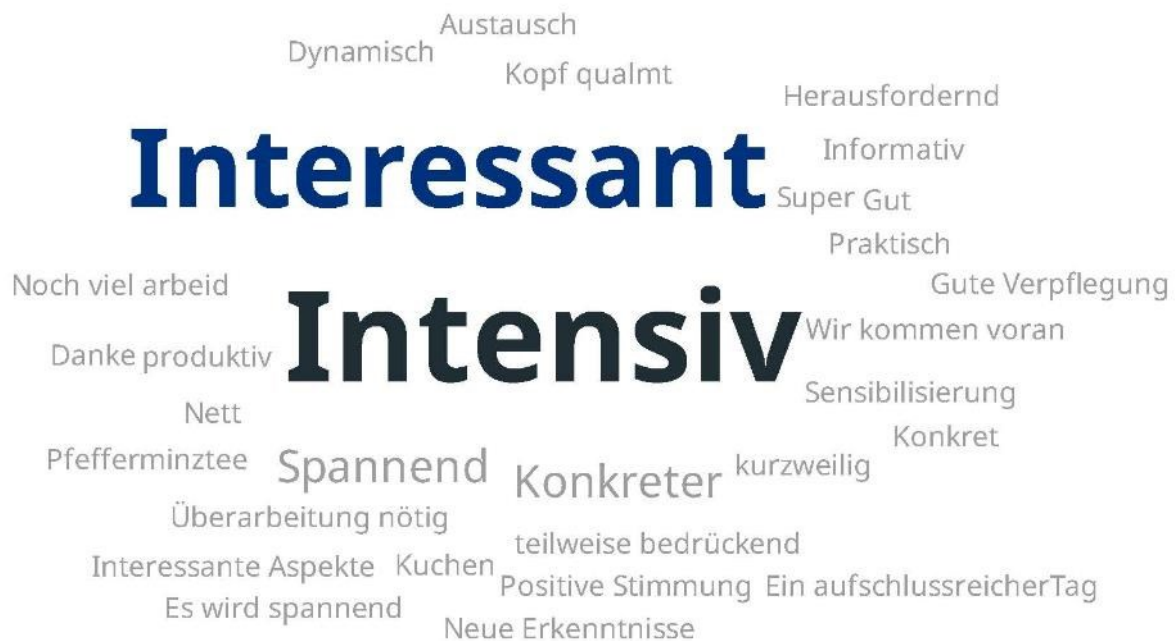 Austausch
Dynamisch
Kopf qualmt
Herausfordernd
Interessant
Informativ
Super Gut
Praktisch
Noch viel arbeid
Gute Verpflegung
Intensiv
Wir kommen voran
Danke produktiv
Sensibilisierung
Nett
Konkret
Pfefferminztee
Spannend
Konkreter
kurzweilig
Überarbeitung nötig
teilweise bedrückend
Interessante Aspekte
Kuchen
Positive Stimmung
Ein aufschlussreicherTag
Es wird spannend
Neue Erkenntnisse